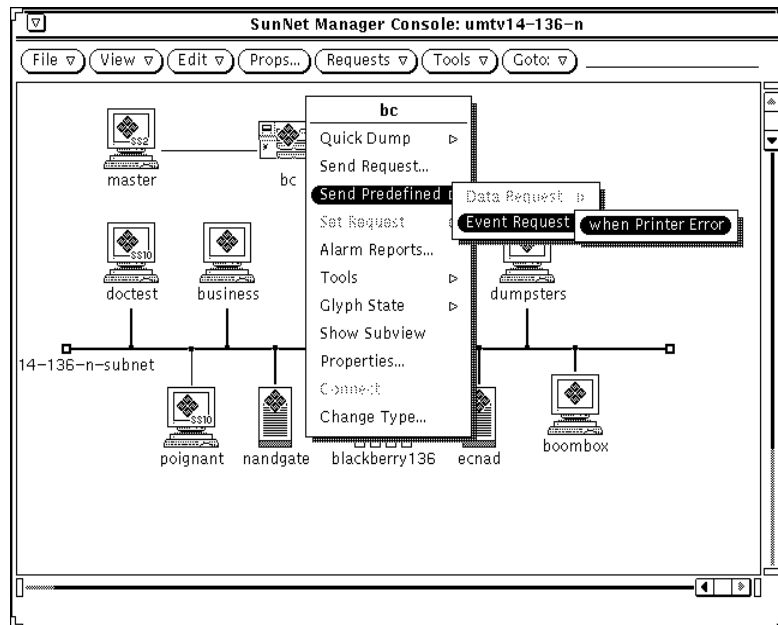 SunNet Manager Console: umtv14-136-n
File View Edit Props... Requests Tools Goto:
bc
Quick Dump
Send Request...
Send Predefined
Data Request
Event Request
when Printer Error
Set Request
Alarm Reports...
Tools
Glyph State
Show Subview
Properties...
Connect
Change Type...
SS2
master
bc
SS10
doctest
business
dumpsters
14-136-n-subnet
SS10
poignant
nandgate
blackberry136
ecnad
boombox